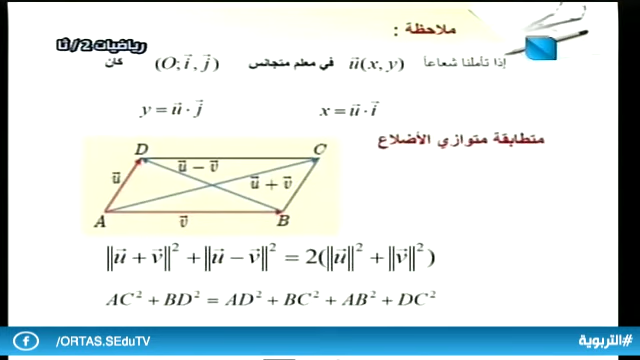 رياضيات /2 ثا
ملاحظة :
إذا تأملنا شعاعاً u⃗(x, y) في معلم متجانس (O; i⃗, j⃗) كان
x = u⃗ · i⃗    y = u⃗ · j⃗
متطابقة متوازي الأضلاع
D C
u⃗ − v⃗
u⃗ u⃗ + v⃗
A v⃗ B
‖u⃗ + v⃗‖² + ‖u⃗ − v⃗‖² = 2(‖u⃗‖² + ‖v⃗‖²)
AC² + BD² = AD² + BC² + AB² + DC²
/ORTAS.SEduTV #التربوية